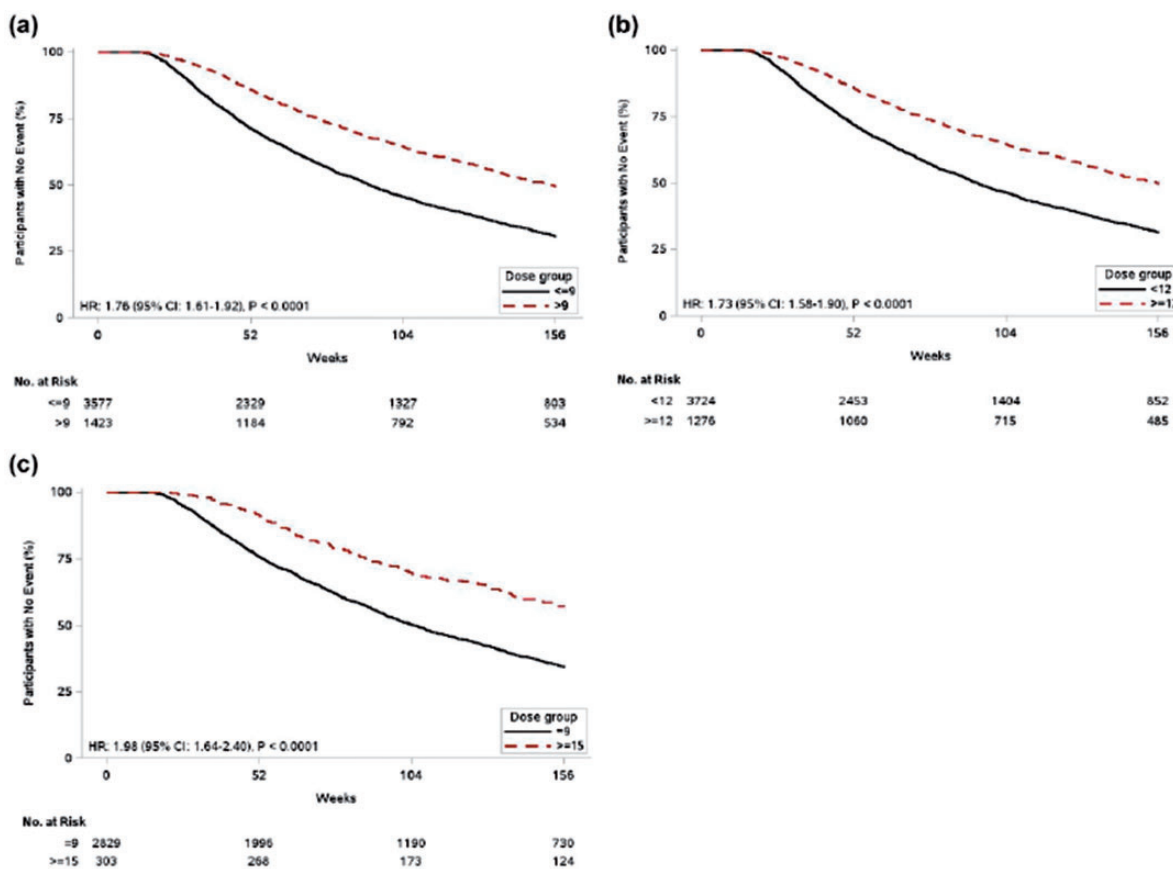 (a)
100
75
50
25
0
Participants with No Event (%)
HR: 1.76 (95% CI: 1.61-1.92), P < 0.0001
Dose group
<=9
>9
0 52 104 156
Weeks
No. at Risk
<=9 3577 2329 1327 803
>9 1423 1184 792 534
(b)
100
75
50
25
0
Participants with No Event (%)
HR: 1.73 (95% CI: 1.58-1.90), P < 0.0001
Dose group
<12
>=12
0 52 104 156
Weeks
No. at Risk
<12 3724 2453 1404 852
>=12 1276 1060 715 485
(c)
100
75
50
25
0
Participants with No Event (%)
HR: 1.98 (95% CI: 1.64-2.40), P < 0.0001
Dose group
=9
>=15
0 52 104 156
Weeks
No. at Risk
=9 2829 1996 1190 730
>=15 303 268 173 124